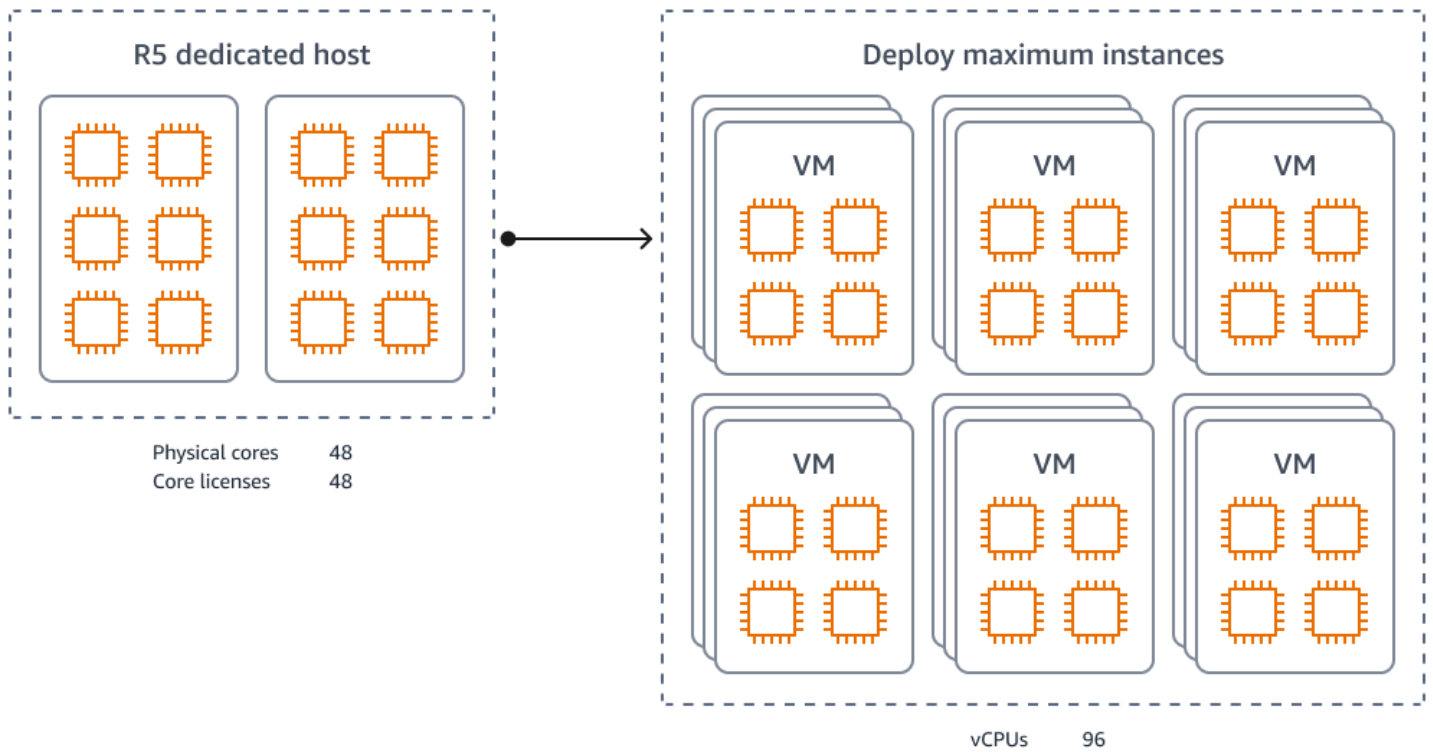 R5 dedicated host
Physical cores 48
Core licenses 48
Deploy maximum instances
VM VM VM
VM VM VM
vCPUs 96